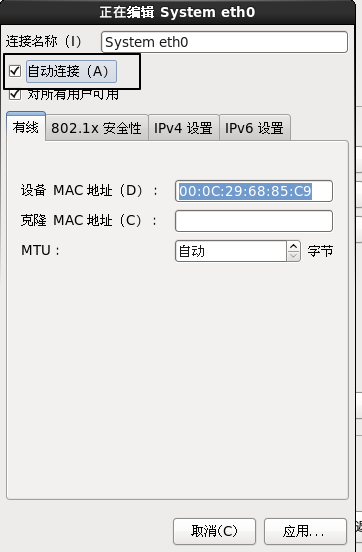 正在编辑 System eth0
连接名称（I） System eth0
自动连接（A）
对所有用户可用
有线 802.1x 安全性 IPv4 设置 IPv6 设置
设备 MAC 地址（D）： 00:0C:29:68:85:C9
克隆 MAC 地址（C）：
MTU： 自动 字节
取消(C) 应用...